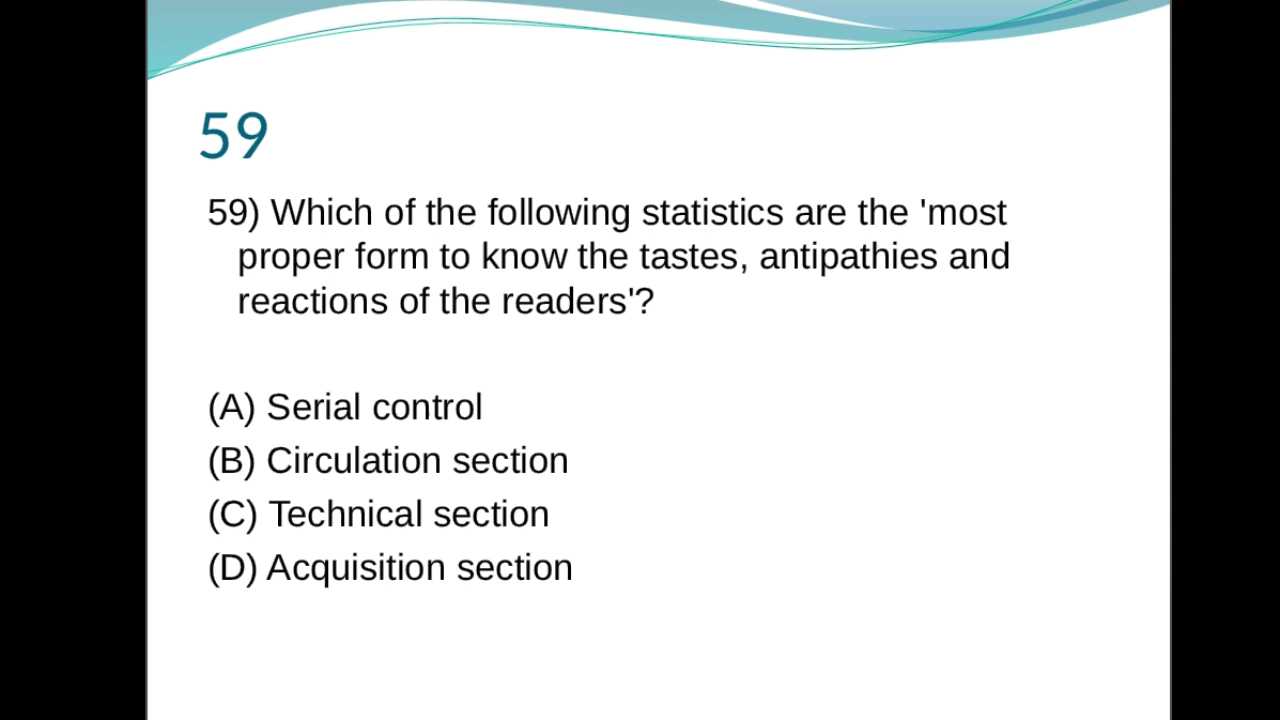 59
59) Which of the following statistics are the 'most
proper form to know the tastes, antipathies and
reactions of the readers'?
(A) Serial control
(B) Circulation section
(C) Technical section
(D) Acquisition section